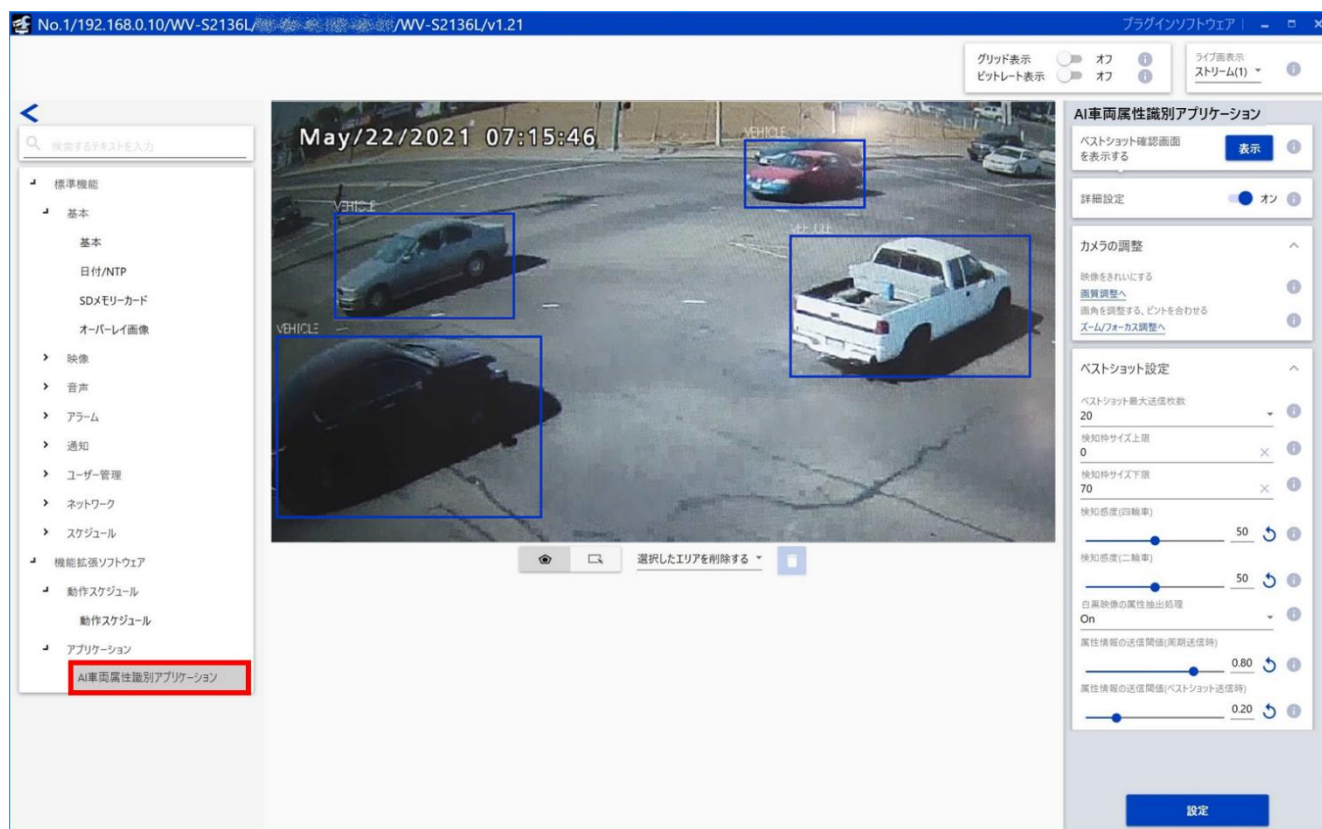 No.1/192.168.0.10/WV-S2136L/ /WV-S2136L/v1.21
プラグインソフトウェア
グリッド表示 オフ
ビットレート表示 オフ
ライブ画表示
ストリーム(1)
検索するテキストを入力
標準機能
基本
基本
日付/NTP
SDメモリーカード
オーバーレイ画像
映像
音声
アラーム
通知
ユーザー管理
ネットワーク
スケジュール
機能拡張ソフトウェア
動作スケジュール
動作スケジュール
アプリケーション
AI車両属性識別アプリケーション
May/22/2021 07:15:46
VEHICLE
VEHICLE
VEHICLE
VEHICLE
選択したエリアを削除する
AI車両属性識別アプリケーション
ベストショット確認画面
を表示する
表示
詳細設定 オン
カメラの調整
映像をきれいにする
画質調整へ
画角を調整する、ピントを合わせる
ズーム/フォーカス調整へ
ベストショット設定
ベストショット最大送信枚数
20
検知枠サイズ上限
0
検知枠サイズ下限
70
検知感度(四輪車)
50
検知感度(二輪車)
50
白黒映像の属性抽出処理
On
属性情報の送信閾値(周期送信時)
0.80
属性情報の送信閾値(ベストショット送信時)
0.20
設定